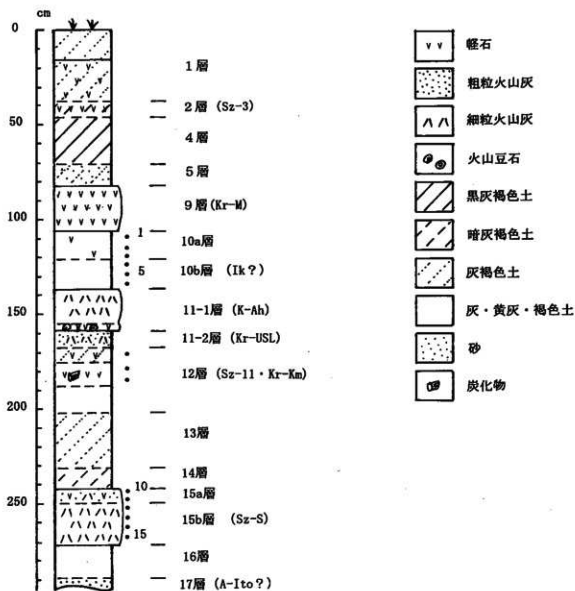 cm
0
50
100
150
200
250
1層
2層 (Sz-3)
4層
5層
9層(Kr-M)
1
10a層
5
10b層 (Ik?)
11-1層 (K-Ah)
11-2層 (Kr-USL)
12層 (Sz-11・Kr-Km)
13層
14層
10
15a層
15b層 (Sz-S)
15
16層
17層 (A-Ito?)
軽石
粗粒火山灰
細粒火山灰
火山豆石
黒灰褐色土
暗灰褐色土
灰褐色土
灰・黄灰・褐色土
砂
炭化物